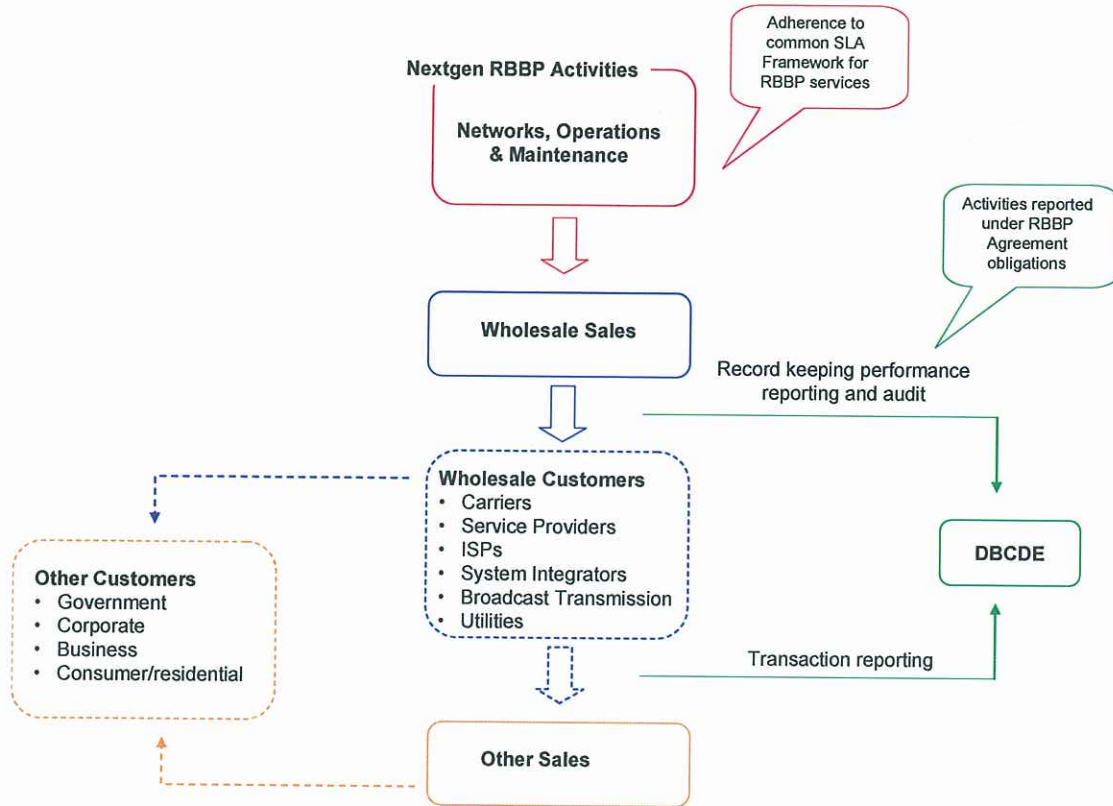 Adherence to
common SLA
Framework for
RBBP services
Nextgen RBBP Activities
Networks, Operations
& Maintenance
Activities reported
under RBBP
Agreement
obligations
Wholesale Sales
Record keeping performance
reporting and audit
Wholesale Customers
• Carriers
• Service Providers
• ISPs
• System Integrators
• Broadcast Transmission
• Utilities
DBCDE
Other Customers
• Government
• Corporate
• Business
• Consumer/residential
Transaction reporting
Other Sales